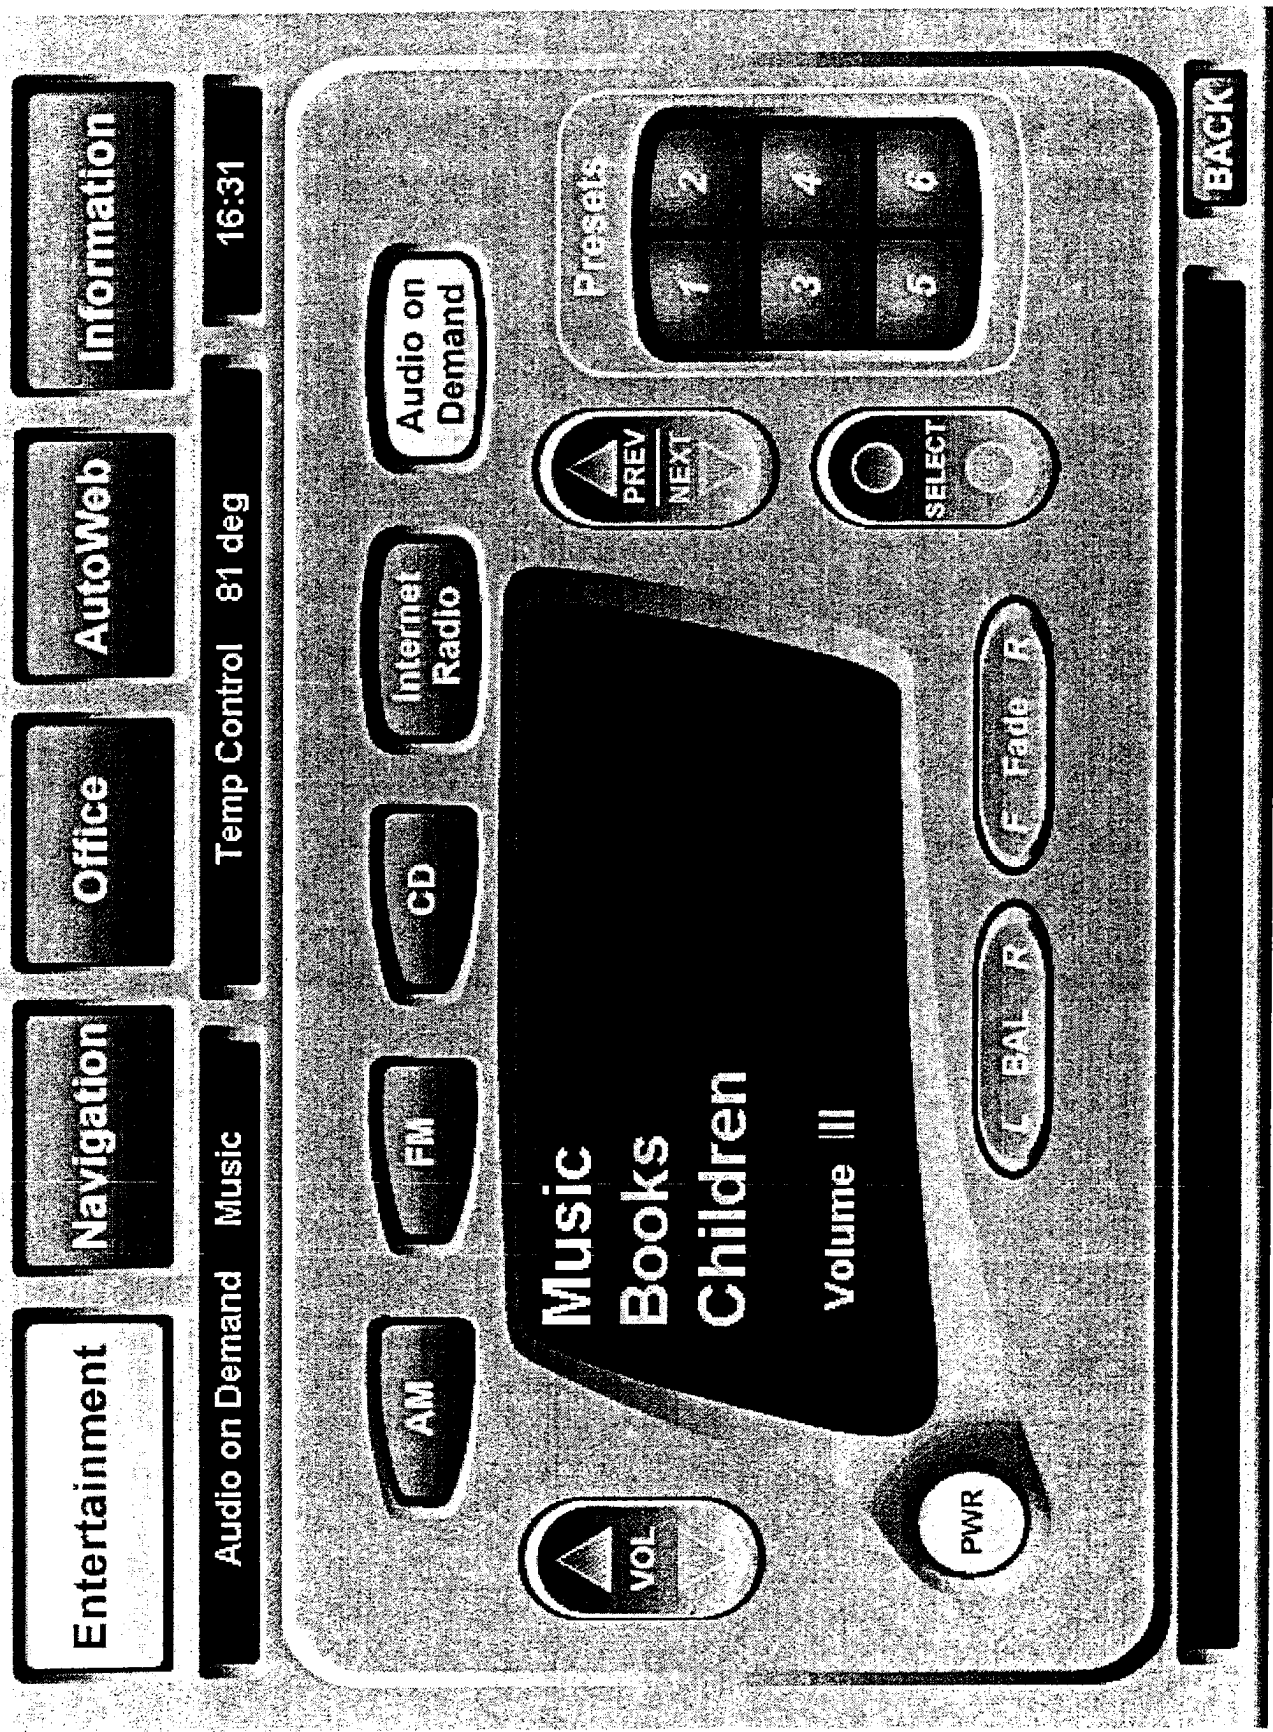 Entertainment
Navigation
Office
AutoWeb
Information
Audio on Demand Music
Temp Control 81 deg
16:31
AM
FM
CD
Internet
Radio
Audio on
Demand
VOL
Music
Books
Children
Volume
PREV
NEXT
SELECT
Presets
1 2
3 4
5 6
PWR
L BAL R
F Fade R
BACK